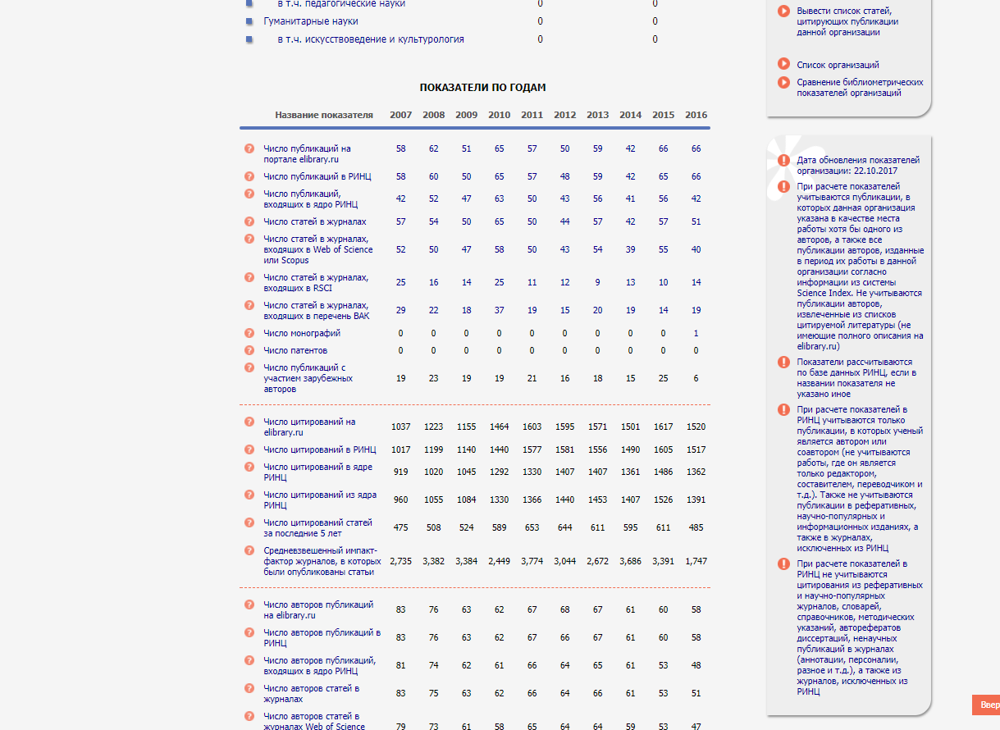 в т.ч. педагогические науки 0 0
Гуманитарные науки 0 0
в т.ч. искусствоведение и культурология 0 0
ПОКАЗАТЕЛИ ПО ГОДАМ
Название показателя 2007 2008 2009 2010 2011 2012 2013 2014 2015 2016
Число публикаций на
портале elibrary.ru 58 62 51 65 57 50 59 42 66 66
Число публикаций в РИНЦ 58 60 50 65 57 48 59 42 65 66
Число публикаций,
входящих в ядро РИНЦ 42 52 47 63 50 43 56 41 56 42
Число статей в журналах 57 54 50 65 50 44 57 42 57 51
Число статей в журналах,
входящих в Web of Science 52 50 47 58 50 43 54 39 55 40
или Scopus
Число статей в журналах,
входящих в RSCI 25 16 14 25 11 12 9 13 10 14
Число статей в журналах,
входящих в перечень ВАК 29 22 18 37 19 15 20 19 14 19
Число монографий 0 0 0 0 0 0 0 0 0 1
Число патентов 0 0 0 0 0 0 0 0 0 0
Число публикаций с
участием зарубежных 19 23 19 19 21 16 18 15 25 6
авторов
Число цитирований на
elibrary.ru 1037 1223 1155 1464 1603 1595 1571 1501 1617 1520
Число цитирований в РИНЦ 1017 1199 1140 1440 1577 1581 1556 1490 1605 1517
Число цитирований в ядре
РИНЦ 919 1020 1045 1292 1330 1407 1407 1361 1486 1362
Число цитирований из ядра
РИНЦ 960 1055 1084 1330 1366 1440 1453 1407 1526 1391
Число цитирований статей
за последние 5 лет 475 508 524 589 653 644 611 595 611 485
Средневзвешенный импакт-
фактор журналов, в которых 2,735 3,382 3,384 2,449 3,774 3,044 2,672 3,686 3,391 1,747
были опубликованы статьи
Число авторов публикаций
на elibrary.ru 83 76 63 62 67 68 67 61 60 58
Число авторов публикаций в
РИНЦ 83 76 63 62 67 66 67 61 60 58
Число авторов публикаций,
входящих в ядро РИНЦ 81 74 62 61 66 64 65 61 53 48
Число авторов статей в
журналах 83 75 63 62 66 64 66 61 53 51
Число авторов статей в
журналах Web of Science 79 73 61 58 65 64 64 59 53 47
Вывести список статей,
цитирующих публикации
данной организации
Список организаций
Сравнение библиометрических
показателей организаций
Дата обновления показателей
организации: 22.10.2017
При расчете показателей
учитываются публикации, в
которых данная организация
указана в качестве места
работы хотя бы одного из
авторов, а также все
публикации авторов, изданные
в период их работы в данной
организации согласно
информации из системы
Science Index. Не учитываются
публикации авторов,
извлеченные из списков
цитируемой литературы (не
имеющие полного описания на
elibrary.ru)
Показатели рассчитываются
по базе данных РИНЦ, если в
названии показателя не
указано иное
При расчете показателей в
РИНЦ учитываются только
публикации, в которых ученый
является автором или
соавтором (не учитываются
работы, где он является
только редактором,
составителем, переводчиком и
т.д.). Также не учитываются
публикации в реферативных,
научно-популярных и
информационных изданиях, а
также в журналах,
исключенных из РИНЦ
При расчете показателей в
РИНЦ не учитываются
цитирования из реферативных
и научно-популярных
журналов, словарей,
справочников, методических
указаний, авторефератов
диссертаций, ненаучных
публикаций в журналах
(аннотации, персоналии,
разное и т.д.), а также из
журналов, исключенных из
РИНЦ
Ввер